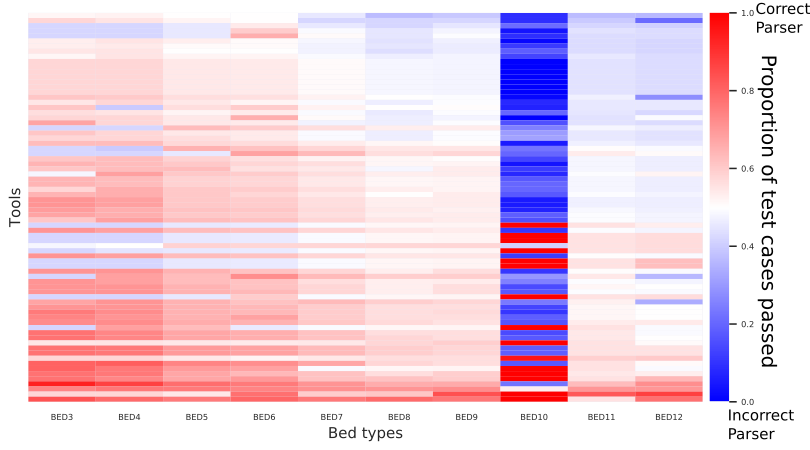 Correct
Parser
1.0
0.8
0.6
0.4
0.2
0.0
Proportion of test cases passed
Incorrect
Parser
Tools
BED3 BED4 BED5 BED6 BED7 BED8 BED9 BED10 BED11 BED12
Bed types